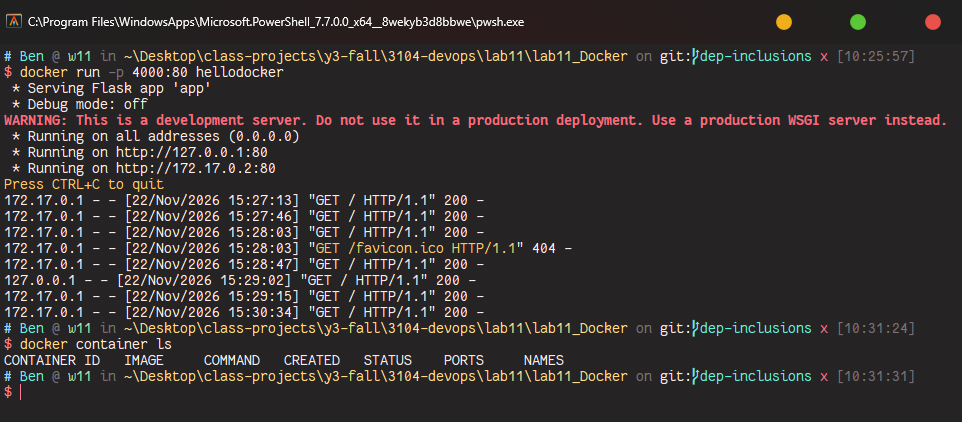 C:\Program Files\WindowsApps\Microsoft.PowerShell_7.7.0.0_x64__8wekyb3d8bbwe\pwsh.exe
# Ben @ w11 in ~\Desktop\class-projects\y3-fall\3104-devops\lab11\lab11_Docker on git:dep-inclusions x [10:25:57]
$ docker run -p 4000:80 hellodocker
 * Serving Flask app 'app'
 * Debug mode: off
WARNING: This is a development server. Do not use it in a production deployment. Use a production WSGI server instead.
 * Running on all addresses (0.0.0.0)
 * Running on http://127.0.0.1:80
 * Running on http://172.17.0.2:80
Press CTRL+C to quit
172.17.0.1 - - [22/Nov/2026 15:27:13] "GET / HTTP/1.1" 200 -
172.17.0.1 - - [22/Nov/2026 15:27:46] "GET / HTTP/1.1" 200 -
172.17.0.1 - - [22/Nov/2026 15:28:03] "GET / HTTP/1.1" 200 -
172.17.0.1 - - [22/Nov/2026 15:28:03] "GET /favicon.ico HTTP/1.1" 404 -
172.17.0.1 - - [22/Nov/2026 15:28:47] "GET / HTTP/1.1" 200 -
127.0.0.1 - - [22/Nov/2026 15:29:02] "GET / HTTP/1.1" 200 -
172.17.0.1 - - [22/Nov/2026 15:29:15] "GET / HTTP/1.1" 200 -
172.17.0.1 - - [22/Nov/2026 15:30:34] "GET / HTTP/1.1" 200 -
# Ben @ w11 in ~\Desktop\class-projects\y3-fall\3104-devops\lab11\lab11_Docker on git:dep-inclusions x [10:31:24]
$ docker container ls
CONTAINER ID   IMAGE     COMMAND   CREATED   STATUS    PORTS     NAMES
# Ben @ w11 in ~\Desktop\class-projects\y3-fall\3104-devops\lab11\lab11_Docker on git:dep-inclusions x [10:31:31]
$